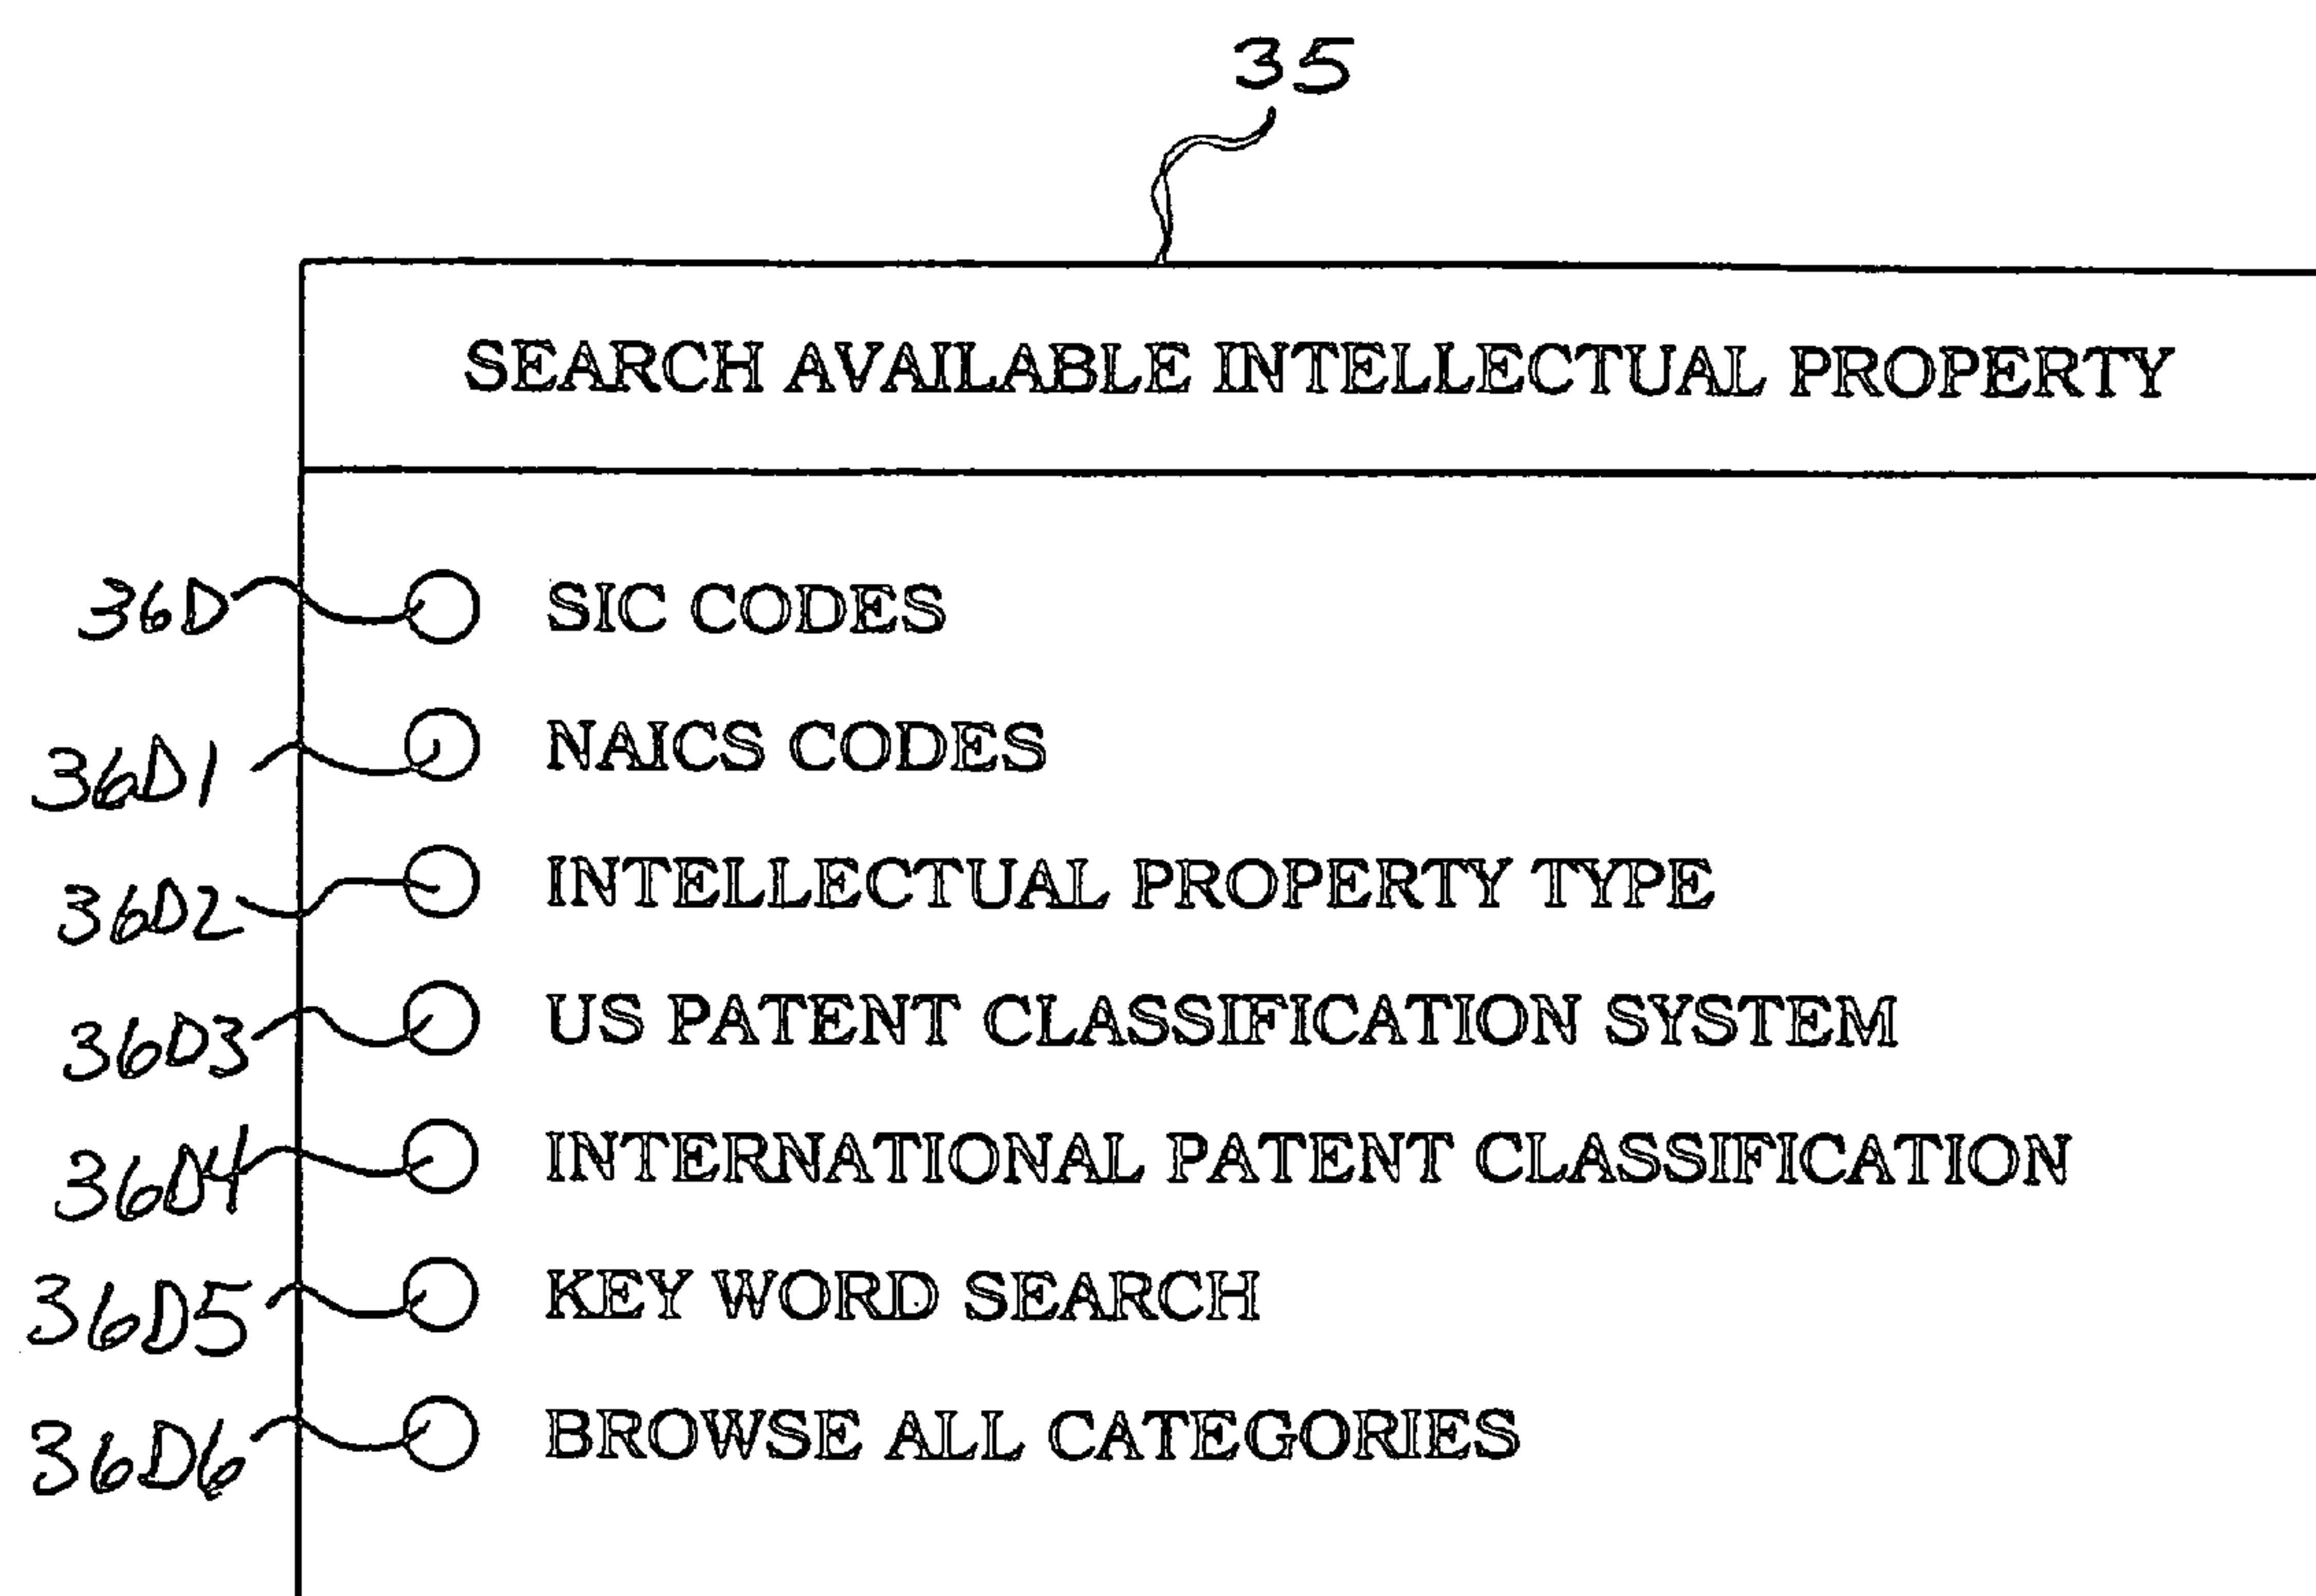 35
SEARCH AVAILABLE INTELLECTUAL PROPERTY
36D SIC CODES
36D1 NAICS CODES
36D2 INTELLECTUAL PROPERTY TYPE
36D3 US PATENT CLASSIFICATION SYSTEM
36D4 INTERNATIONAL PATENT CLASSIFICATION
36D5 KEY WORD SEARCH
36D6 BROWSE ALL CATEGORIES